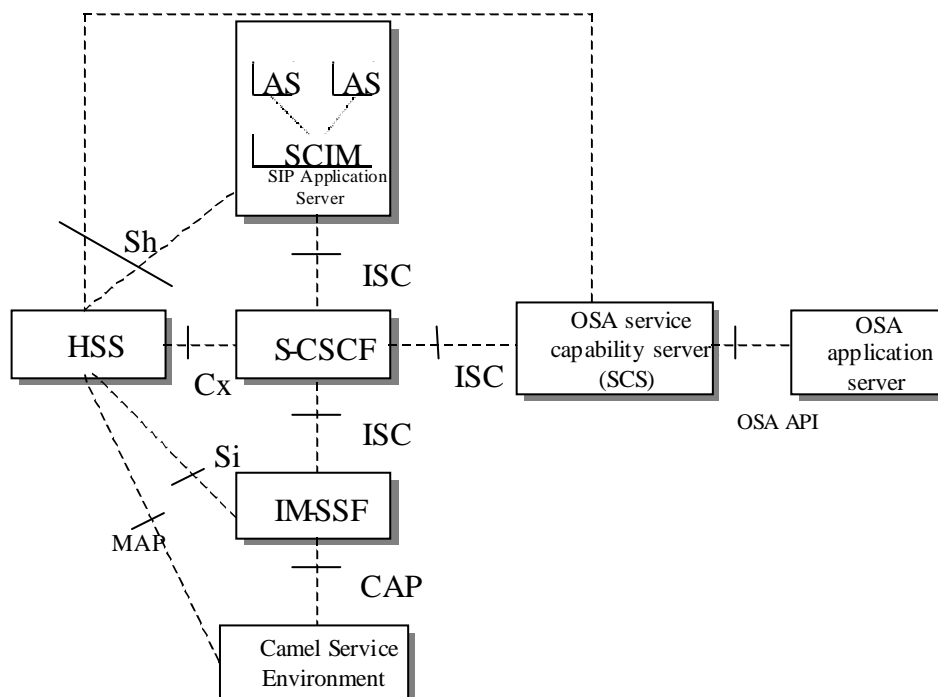 AS AS
SCIM
SIP Application
Server
Sh
ISC
HSS
S-CSCF
OSA service
capability server
(SCS)
OSA
application
server
Cx
ISC
OSA API
ISC
Si
IM-SSF
MAP
CAP
Camel Service
Environment